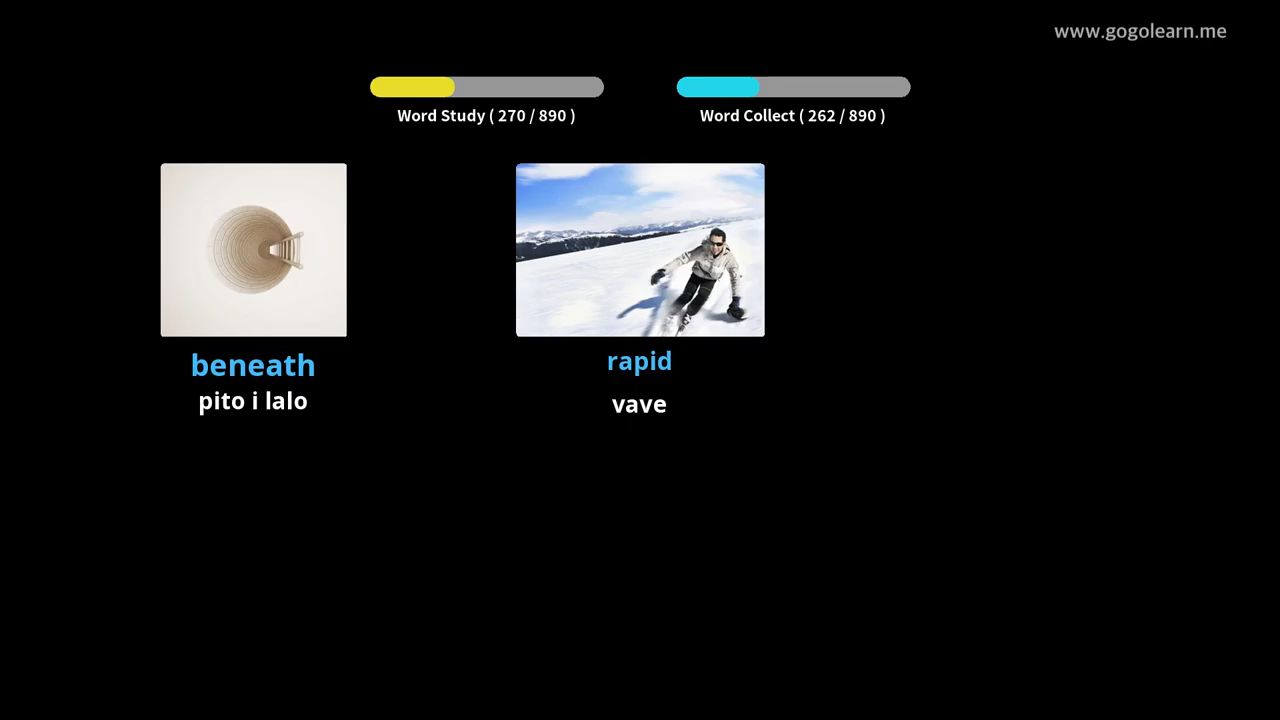 www.gogolearn.me
Word Study ( 270 / 890 )
Word Collect ( 262 / 890 )
beneath
pito i lalo
rapid
vave